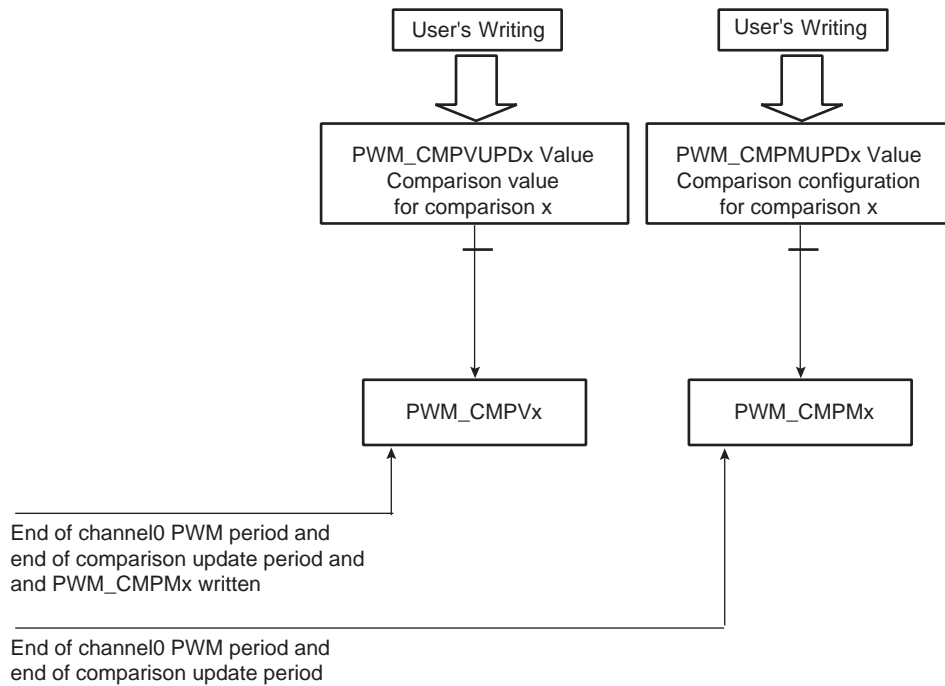 User's Writing
User's Writing
PWM_CMPVUPDx Value
Comparison value
for comparison x
PWM_CMPMUPDx Value
Comparison configuration
for comparison x
PWM_CMPVx
PWM_CMPMx
End of channel0 PWM period and
end of comparison update period and
and PWM_CMPMx written
End of channel0 PWM period and
end of comparison update period